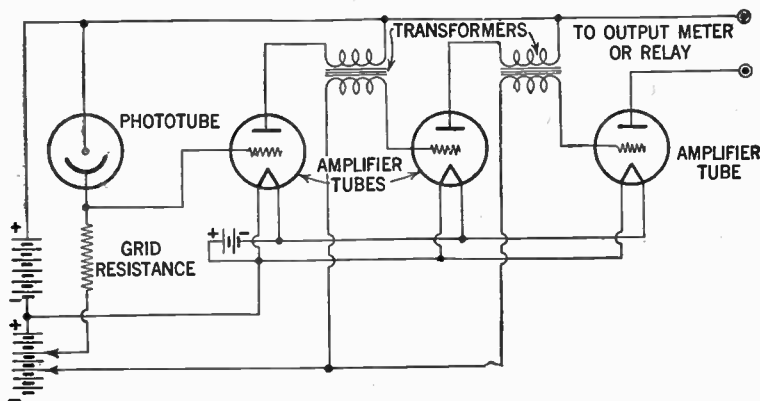 TRANSFORMERS
TO OUTPUT METER
OR RELAY
PHOTOTUBE
AMPLIFIER
TUBES
AMPLIFIER
TUBE
+ -
+
GRID
RESISTANCE
-
+
-